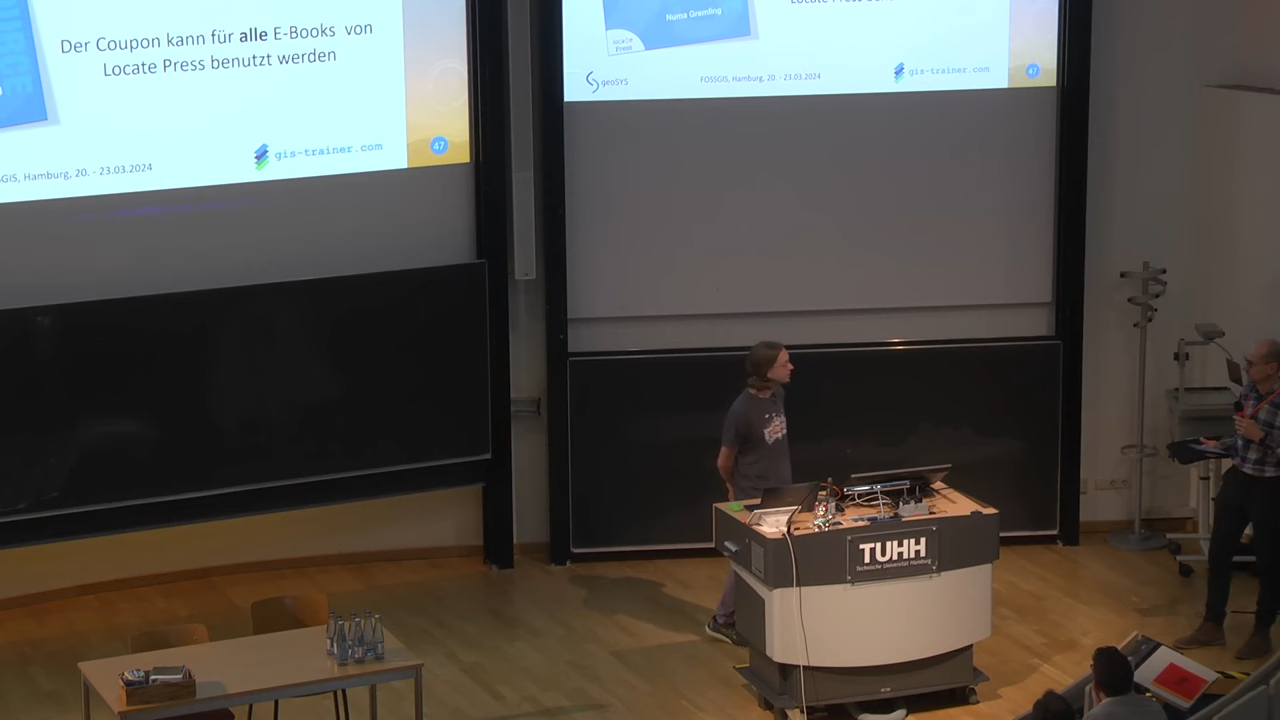 Der Coupon kann für alle E-Books von
Locate Press benutzt werden
gis-trainer.com
47
GIS, Hamburg, 20. - 23.03.2024
Numa Gremling
locate
Press
Locate Press
geoSYS
FOSSGIS, Hamburg, 20. - 23.03.2024
gis-trainer.com
47
TUHH
Technische Universität Hamburg